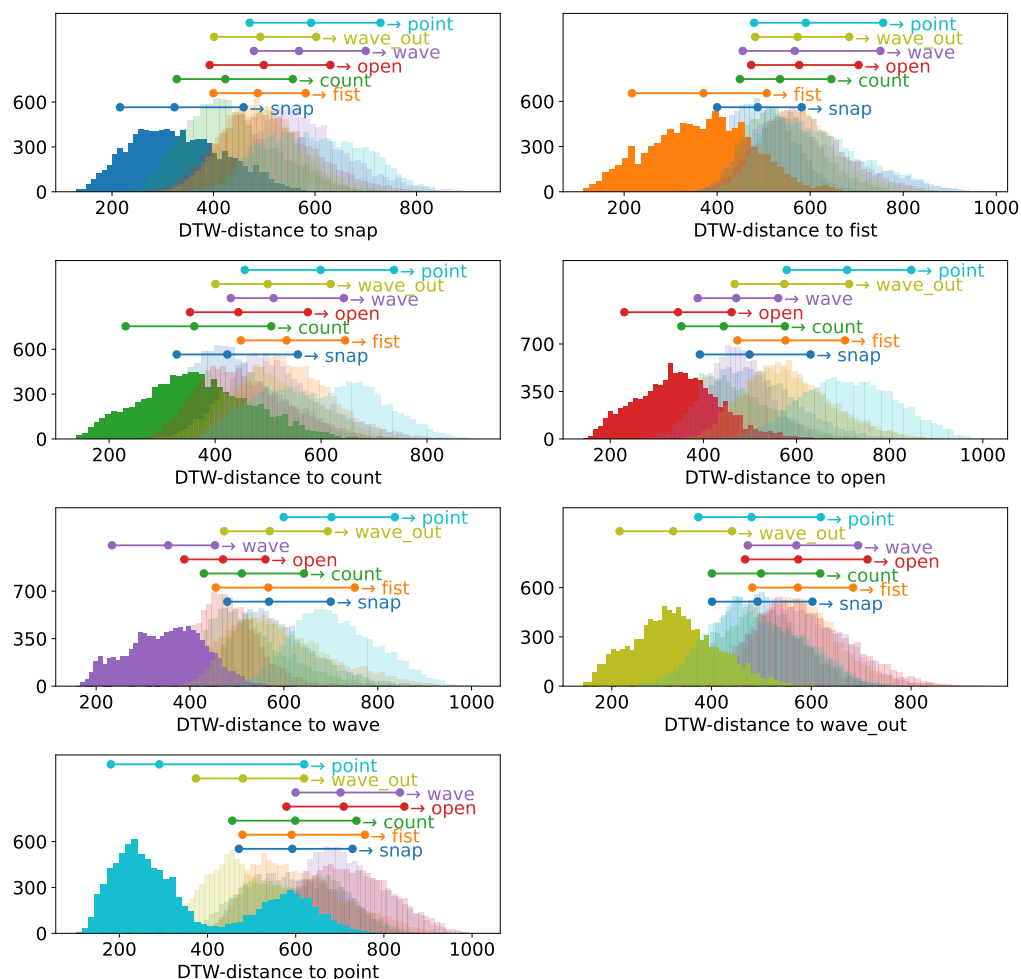 → point
→ wave_out
→ wave
→ open
→ count
→ fist
→ snap
600
300
0
200 400 600 800
DTW-distance to snap
→ point
→ wave_out
→ wave
→ open
→ count
→ fist
→ snap
600
300
0
200 400 600 800 1000
DTW-distance to fist
→ point
→ wave_out
→ wave
→ open
→ count
→ fist
→ snap
600
300
0
200 400 600 800
DTW-distance to count
→ point
→ wave_out
→ wave
→ open
→ count
→ fist
→ snap
700
350
0
200 400 600 800 1000
DTW-distance to open
→ point
→ wave_out
→ wave
→ open
→ count
→ fist
→ snap
700
350
0
200 400 600 800 1000
DTW-distance to wave
→ point
→ wave_out
→ wave
→ open
→ count
→ fist
→ snap
600
300
0
200 400 600 800
DTW-distance to wave_out
→ point
→ wave_out
→ wave
→ open
→ count
→ fist
→ snap
600
300
0
200 400 600 800 1000
DTW-distance to point